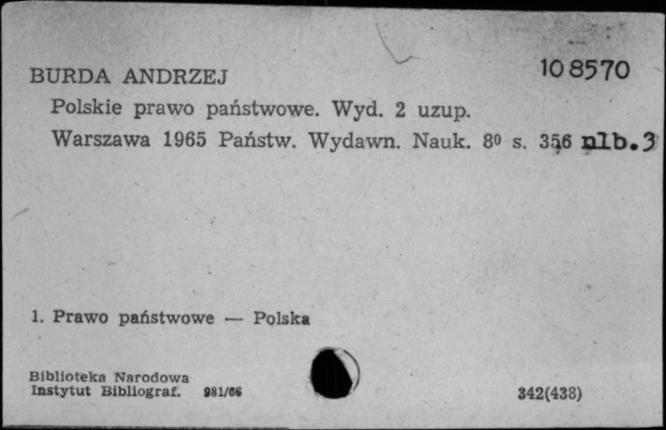 108570
BURDA ANDRZEJ
Polskie prawo państwowe. Wyd. 2 uzup.
Warszawa 1965 Państw. Wydawn. Nauk. 8º s. 356 nlb. 3
1. Prawo państwowe — Polska
Biblioteka Narodowa
Instytut Bibliograf. 981/66 342(438)